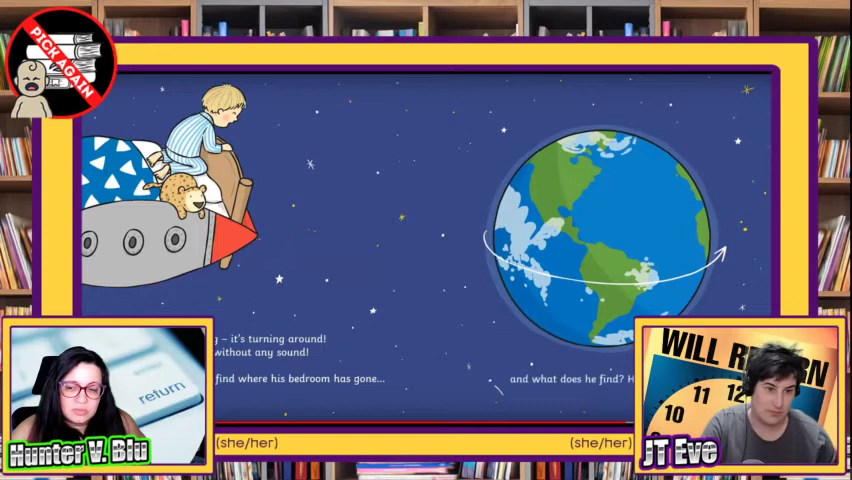 PICK AGAIN
g – it's turning around!
without any sound!
find where his bedroom has gone...
and what does he find? H
return
WILL RE RN
10 11 12
Hunter V. Blu
(she/her)
(she/her)
JT Eve